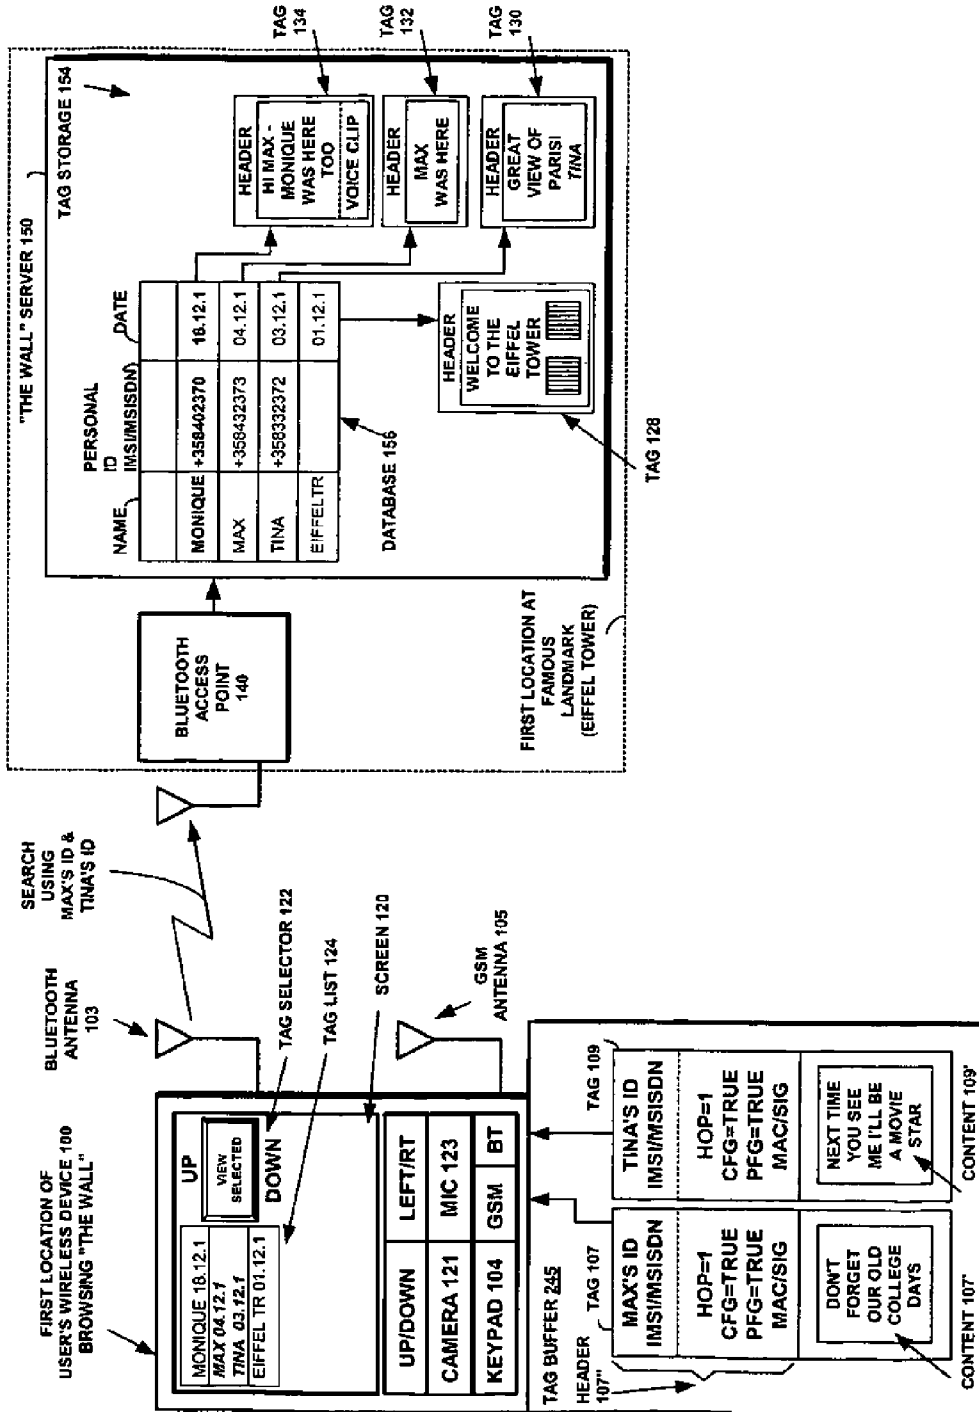 FIRST LOCATION OF
USER'S WIRELESS DEVICE 100
BROWSING "THE WALL"
BLUETOOTH
ANTENNA
103
SEARCH
USING
MAX'S ID &
TINA'S ID
MONIQUE 18.12.1
MAX 04.12.1
TINA 03.12.1
EIFFEL TR 01.12.1
UP
VIEW
SELECTED
DOWN
TAG SELECTOR 122
TAG LIST 124
SCREEN 120
UP/DOWN
LEFT/RT
CAMERA 121
MIC 123
KEYPAD 104
GSM
BT
GSM
ANTENNA 105
TAG BUFFER 245
HEADER
107"
TAG 107
MAX'S ID
IMSI/MSISDN
HOP=1
CFG=TRUE
PFG=TRUE
MAC/SIG
DON'T
FORGET
OUR OLD
COLLEGE
DAYS
CONTENT 107'
TAG 109
TINA'S ID
IMSI/MSISDN
HOP=1
CFG=TRUE
PFG=TRUE
MAC/SIG
NEXT TIME
YOU SEE
ME I'LL BE
A MOVIE
STAR
CONTENT 109'
"THE WALL" SERVER 150
BLUETOOTH
ACCESS
POINT
140
FIRST LOCATION AT
FAMOUS
LANDMARK
(EIFFEL TOWER)
TAG STORAGE 154
NAME
PERSONAL
ID
IMSI/MSISDN)
DATE
MONIQUE +358402370 18.12.1
MAX +358432373 04.12.1
TINA +358332372 03.12.1
EIFFELTR 01.12.1
DATABASE 156
HEADER
WELCOME
TO THE
EIFFEL
TOWER
TAG 128
HEADER
HI MAX -
MONIQUE
WAS HERE
TOO
VOICE CLIP
TAG
134
HEADER
MAX
WAS HERE
TAG
132
HEADER
GREAT
VIEW OF
PARISI
TINA
TAG
130